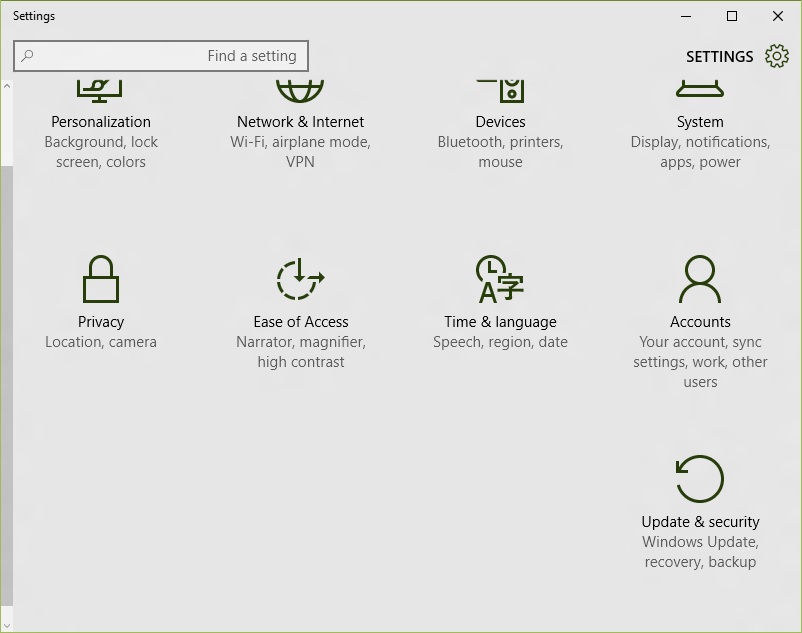 Settings
Find a setting
SETTINGS
Personalization
Background, lock
screen, colors
Network & Internet
Wi-Fi, airplane mode,
VPN
Devices
Bluetooth, printers,
mouse
System
Display, notifications,
apps, power
Privacy
Location, camera
Ease of Access
Narrator, magnifier,
high contrast
A字
Time & language
Speech, region, date
Accounts
Your account, sync
settings, work, other
users
Update & security
Windows Update,
recovery, backup